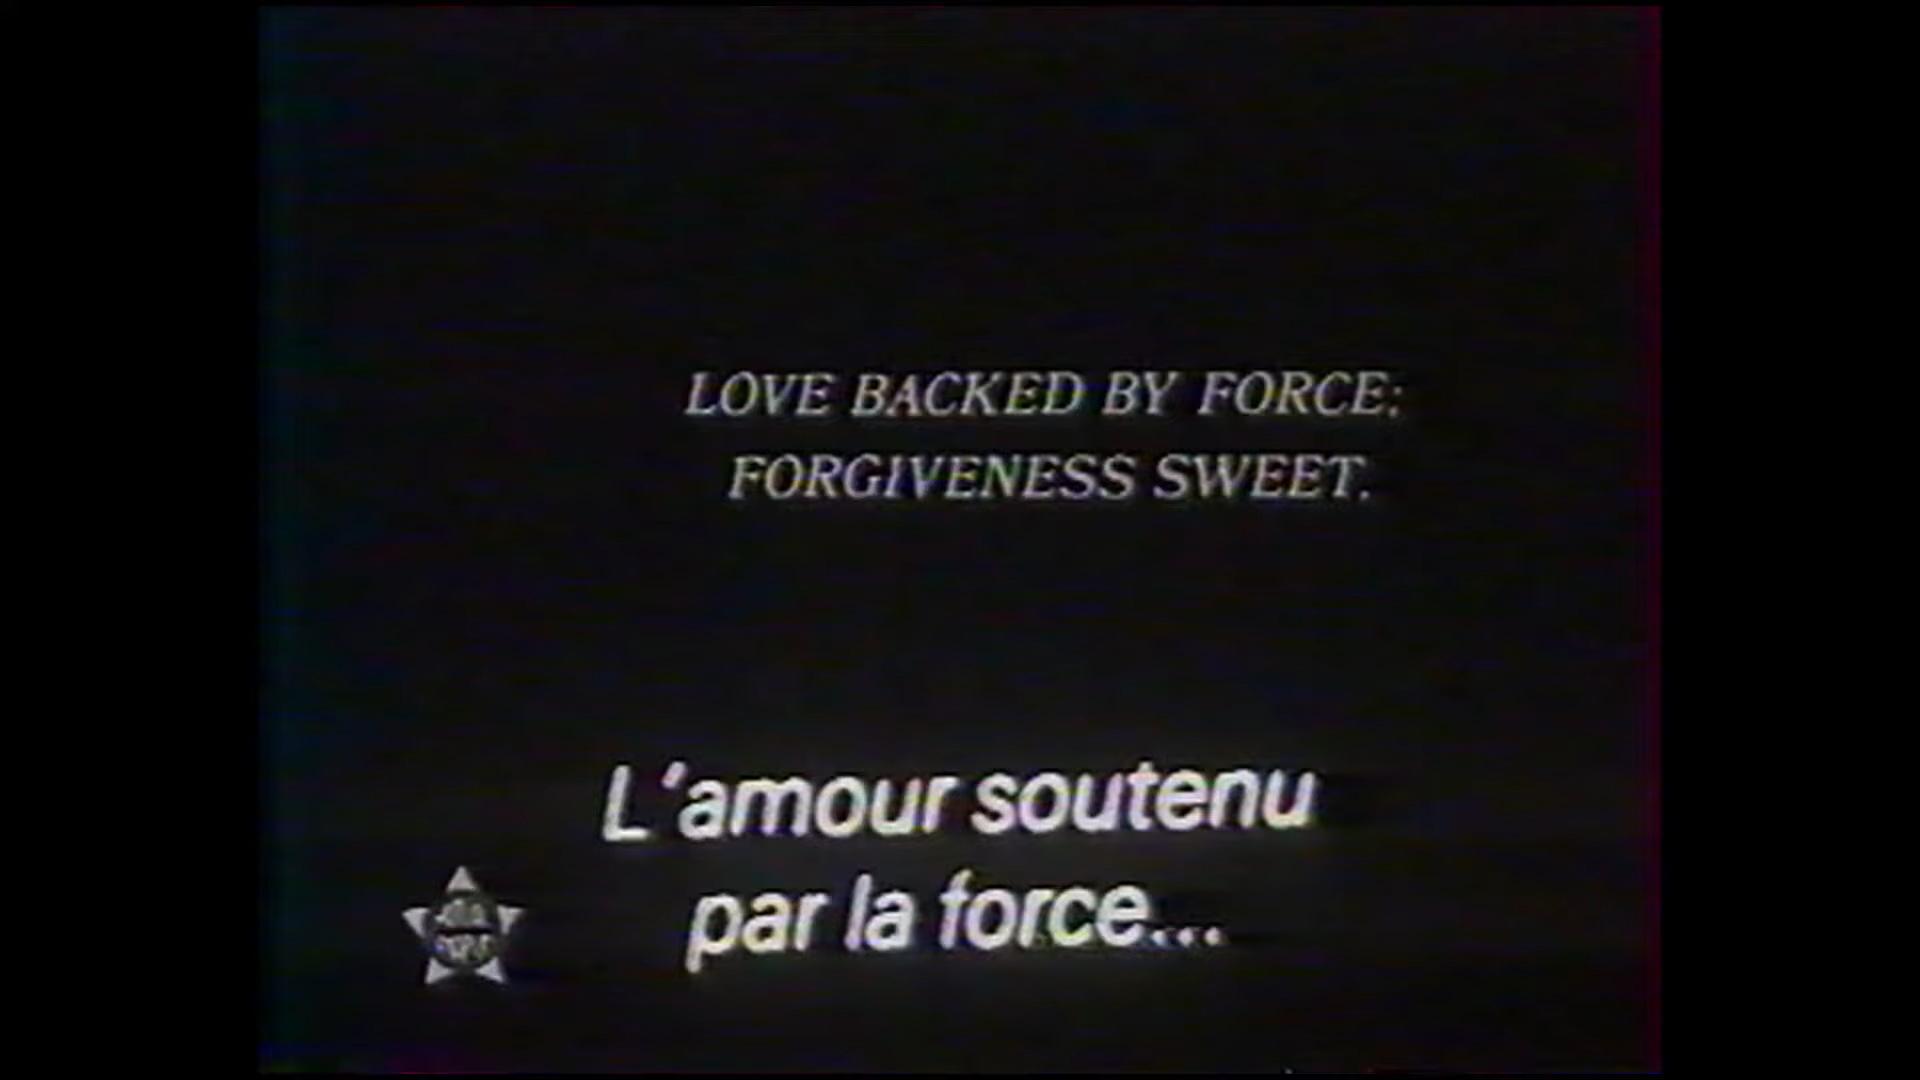 LOVE BACKED BY FORCE:
FORGIVENESS SWEET.
L'amour soutenu
par la force...